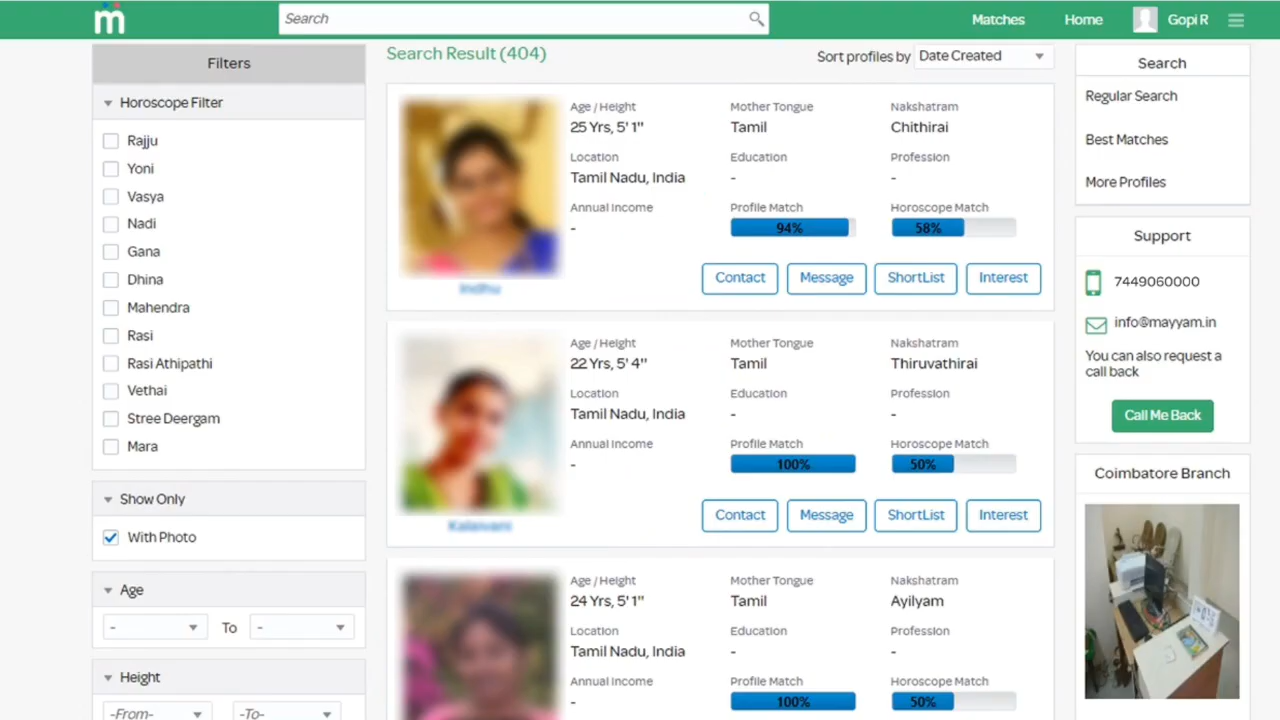 m
Search
Matches
Home
Gopi R
Filters
Horoscope Filter
Rajju
Yoni
Vasya
Nadi
Gana
Dhina
Mahendra
Rasi
Rasi Athipathi
Vethai
Stree Deergam
Mara
Show Only
With Photo
Age
- To -
Height
-From- -To-
Search Result (404)
Sort profiles by Date Created
Age / Height Mother Tongue Nakshatram
25 Yrs, 5' 1" Tamil Chithirai
Location Education Profession
Tamil Nadu, India - -
Annual Income Profile Match Horoscope Match
- 94% 58%
Indhu
Contact Message ShortList Interest
Age / Height Mother Tongue Nakshatram
22 Yrs, 5' 4" Tamil Thiruvathirai
Location Education Profession
Tamil Nadu, India - -
Annual Income Profile Match Horoscope Match
- 100% 50%
Kalaivani
Contact Message ShortList Interest
Age / Height Mother Tongue Nakshatram
24 Yrs, 5' 1" Tamil Ayilyam
Location Education Profession
Tamil Nadu, India - -
Annual Income Profile Match Horoscope Match
- 100% 50%
Search
Regular Search
Best Matches
More Profiles
Support
7449060000
info@mayyam.in
You can also request a
call back
Call Me Back
Coimbatore Branch